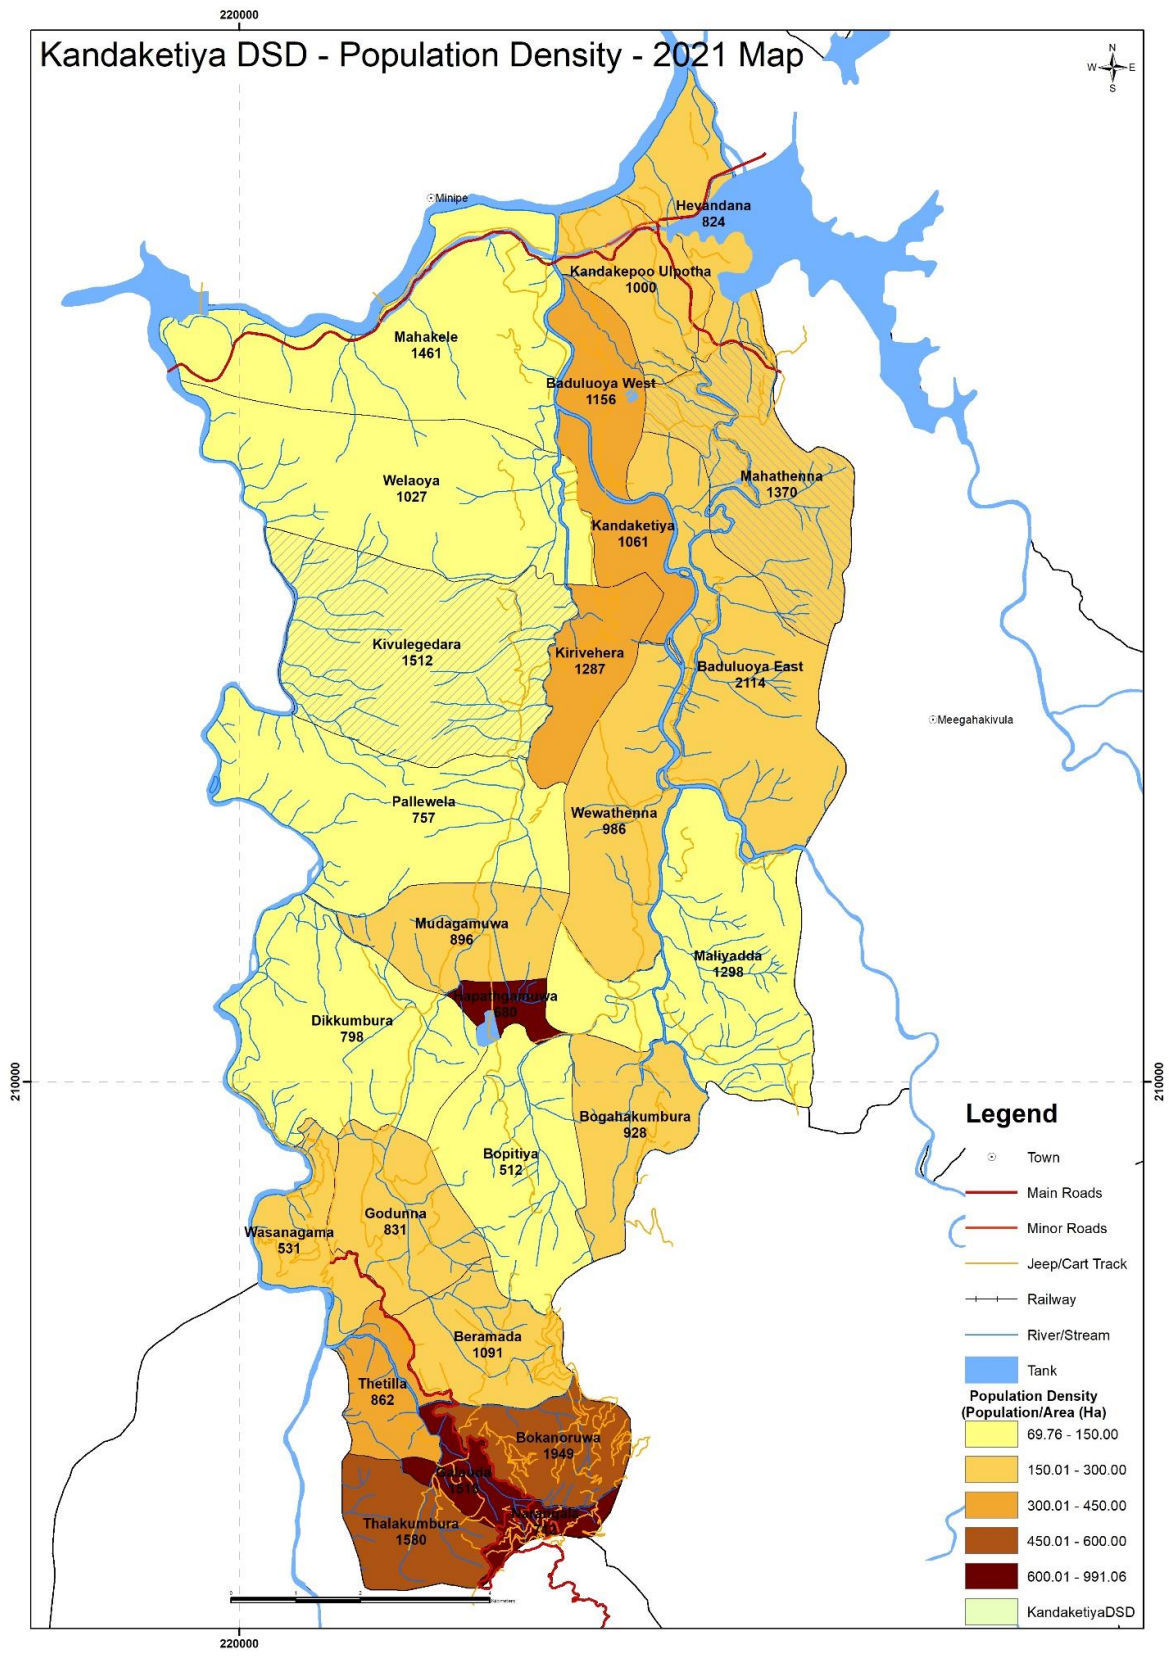 220000
Kandaketiya DSD - Population Density - 2021 Map
N
W E
S
Minipe
Hevandana
824
Kandakepoo Ulpotha
1000
Mahakele
1461
Baduluoya West
1156
Welaoya
1027
Mahathenna
1370
Kandaketiya
1061
Kivulegedara
1512
Kirivehera
1287
Baduluoya East
2114
Meegahakivula
Pallewela
757
Wewathenna
986
Mudagamuwa
896
Maliyadda
1298
Hapathgamuwa
680
Dikkumbura
798
210000
210000
Bogahakumbura
928
Bopitiya
512
Godunna
831
Wasanagama
531
Beramada
1091
Thetilla
862
Bokanoruwa
1949
Galauda
Thalakumbura
1580
Legend
Town
Main Roads
Minor Roads
Jeep/Cart Track
Railway
River/Stream
Tank
Population Density
(Population/Area (Ha)
69.76 - 150.00
150.01 - 300.00
300.01 - 450.00
450.01 - 600.00
600.01 - 991.06
KandaketiyaDSD
220000